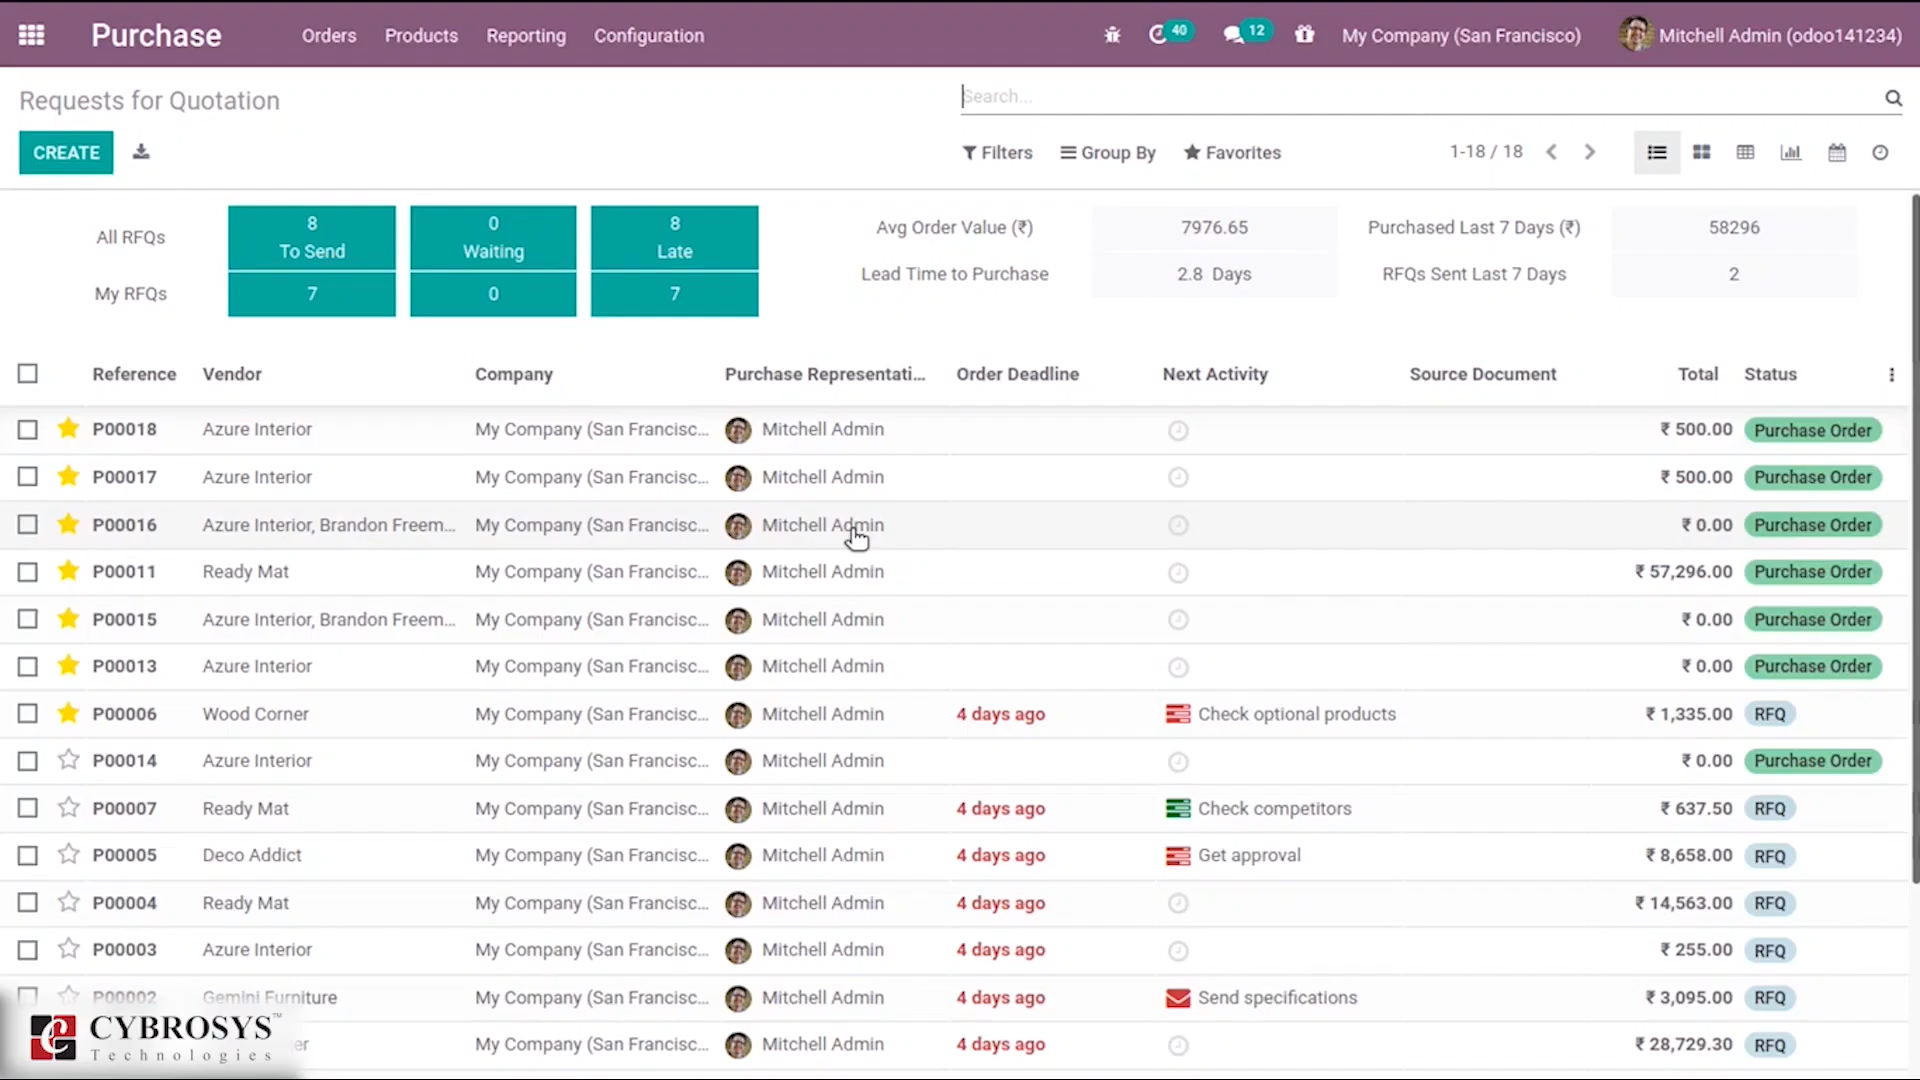 Purchase Orders Products Reporting Configuration 40 12 My Company (San Francisco) Mitchell Admin (odoo141234)
Requests for Quotation Search...
CREATE Filters Group By Favorites 1-18 / 18
All RFQs 8 To Send 0 Waiting 8 Late
My RFQs 7 0 7
Avg Order Value (₹) 7976.65 Purchased Last 7 Days (₹) 58296
Lead Time to Purchase 2.8 Days RFQs Sent Last 7 Days 2
Reference Vendor Company Purchase Representati... Order Deadline Next Activity Source Document Total Status
P00018 Azure Interior My Company (San Francisc... Mitchell Admin ₹ 500.00 Purchase Order
P00017 Azure Interior My Company (San Francisc... Mitchell Admin ₹ 500.00 Purchase Order
P00016 Azure Interior, Brandon Freem... My Company (San Francisc... Mitchell Admin ₹ 0.00 Purchase Order
P00011 Ready Mat My Company (San Francisc... Mitchell Admin ₹ 57,296.00 Purchase Order
P00015 Azure Interior, Brandon Freem... My Company (San Francisc... Mitchell Admin ₹ 0.00 Purchase Order
P00013 Azure Interior My Company (San Francisc... Mitchell Admin ₹ 0.00 Purchase Order
P00006 Wood Corner My Company (San Francisc... Mitchell Admin 4 days ago Check optional products ₹ 1,335.00 RFQ
P00014 Azure Interior My Company (San Francisc... Mitchell Admin ₹ 0.00 Purchase Order
P00007 Ready Mat My Company (San Francisc... Mitchell Admin 4 days ago Check competitors ₹ 637.50 RFQ
P00005 Deco Addict My Company (San Francisc... Mitchell Admin 4 days ago Get approval ₹ 8,658.00 RFQ
P00004 Ready Mat My Company (San Francisc... Mitchell Admin 4 days ago ₹ 14,563.00 RFQ
P00003 Azure Interior My Company (San Francisc... Mitchell Admin 4 days ago ₹ 255.00 RFQ
P00002 Gemini Furniture My Company (San Francisc... Mitchell Admin 4 days ago Send specifications ₹ 3,095.00 RFQ
My Company (San Francisc... Mitchell Admin 4 days ago ₹ 28,729.30 RFQ
CYBROSYS™
Technologies